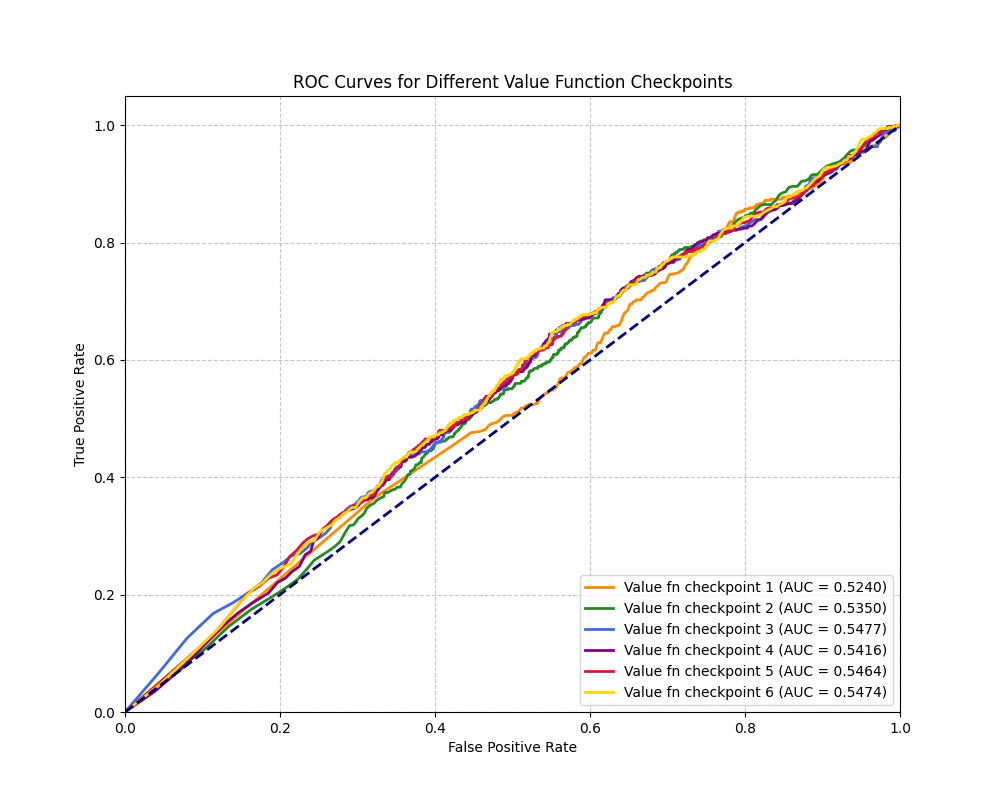 ROC Curves for Different Value Function Checkpoints
True Positive Rate
1.0
0.8
0.6
0.4
0.2
0.0
Value fn checkpoint 1 (AUC = 0.5240)
Value fn checkpoint 2 (AUC = 0.5350)
Value fn checkpoint 3 (AUC = 0.5477)
Value fn checkpoint 4 (AUC = 0.5416)
Value fn checkpoint 5 (AUC = 0.5464)
Value fn checkpoint 6 (AUC = 0.5474)
0.0 0.2 0.4 0.6 0.8 1.0
False Positive Rate